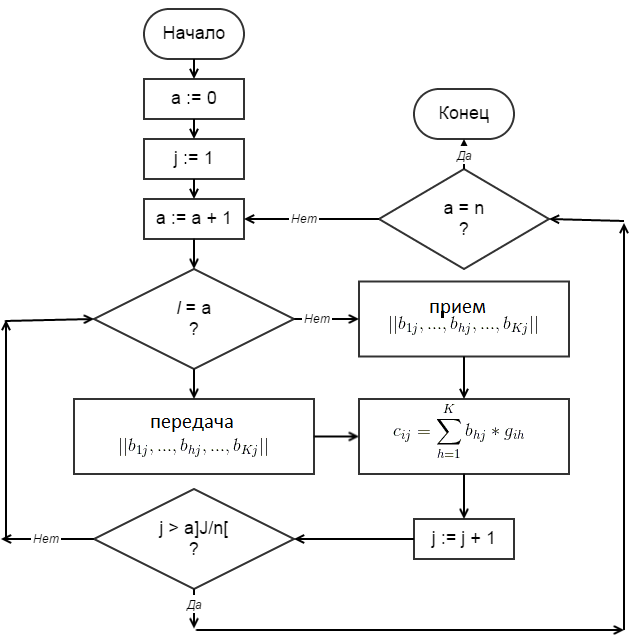 Начало
a := 0
j := 1
a := a + 1
Конец
Да
a = n
?
Нет
l = a
?
Нет
прием
||b_{1j}, ..., b_{hj}, ..., b_{Kj}||
передача
||b_{1j}, ..., b_{hj}, ..., b_{Kj}||
c_{ij} = \sum_{h=1}^{K} b_{hj} * g_{ih}
j > a]J/n[
?
Нет
j := j + 1
Да